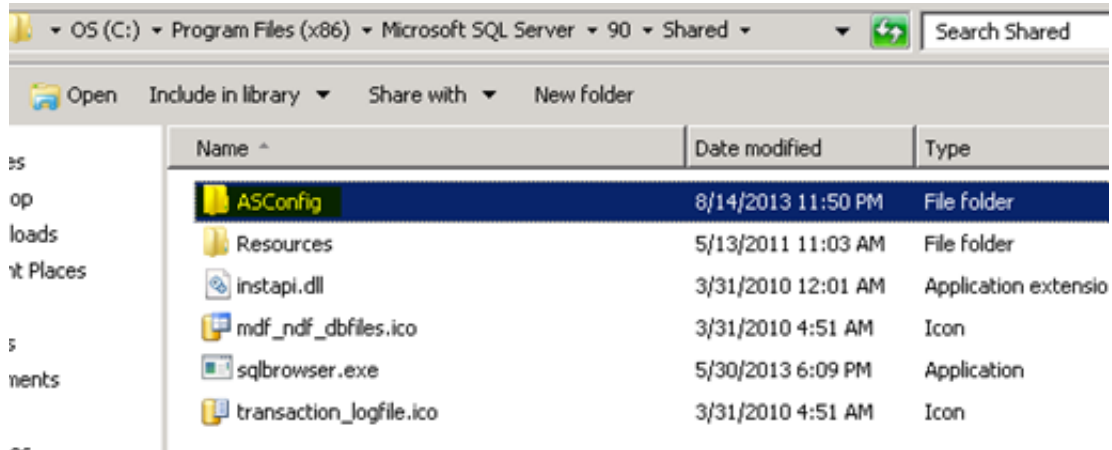 OS (C:) Program Files (x86) Microsoft SQL Server 90 Shared Search Shared
Open Include in library Share with New folder
Name Date modified Type
ASConfig 8/14/2013 11:50 PM File folder
Resources 5/13/2011 11:03 AM File folder
instapi.dll 3/31/2010 12:01 AM Application extensio
mdf_ndf_dbfiles.ico 3/31/2010 4:51 AM Icon
sqlbrowser.exe 5/30/2013 6:09 PM Application
transaction_logfile.ico 3/31/2010 4:51 AM Icon
es
op
loads
nt Places
s
ments